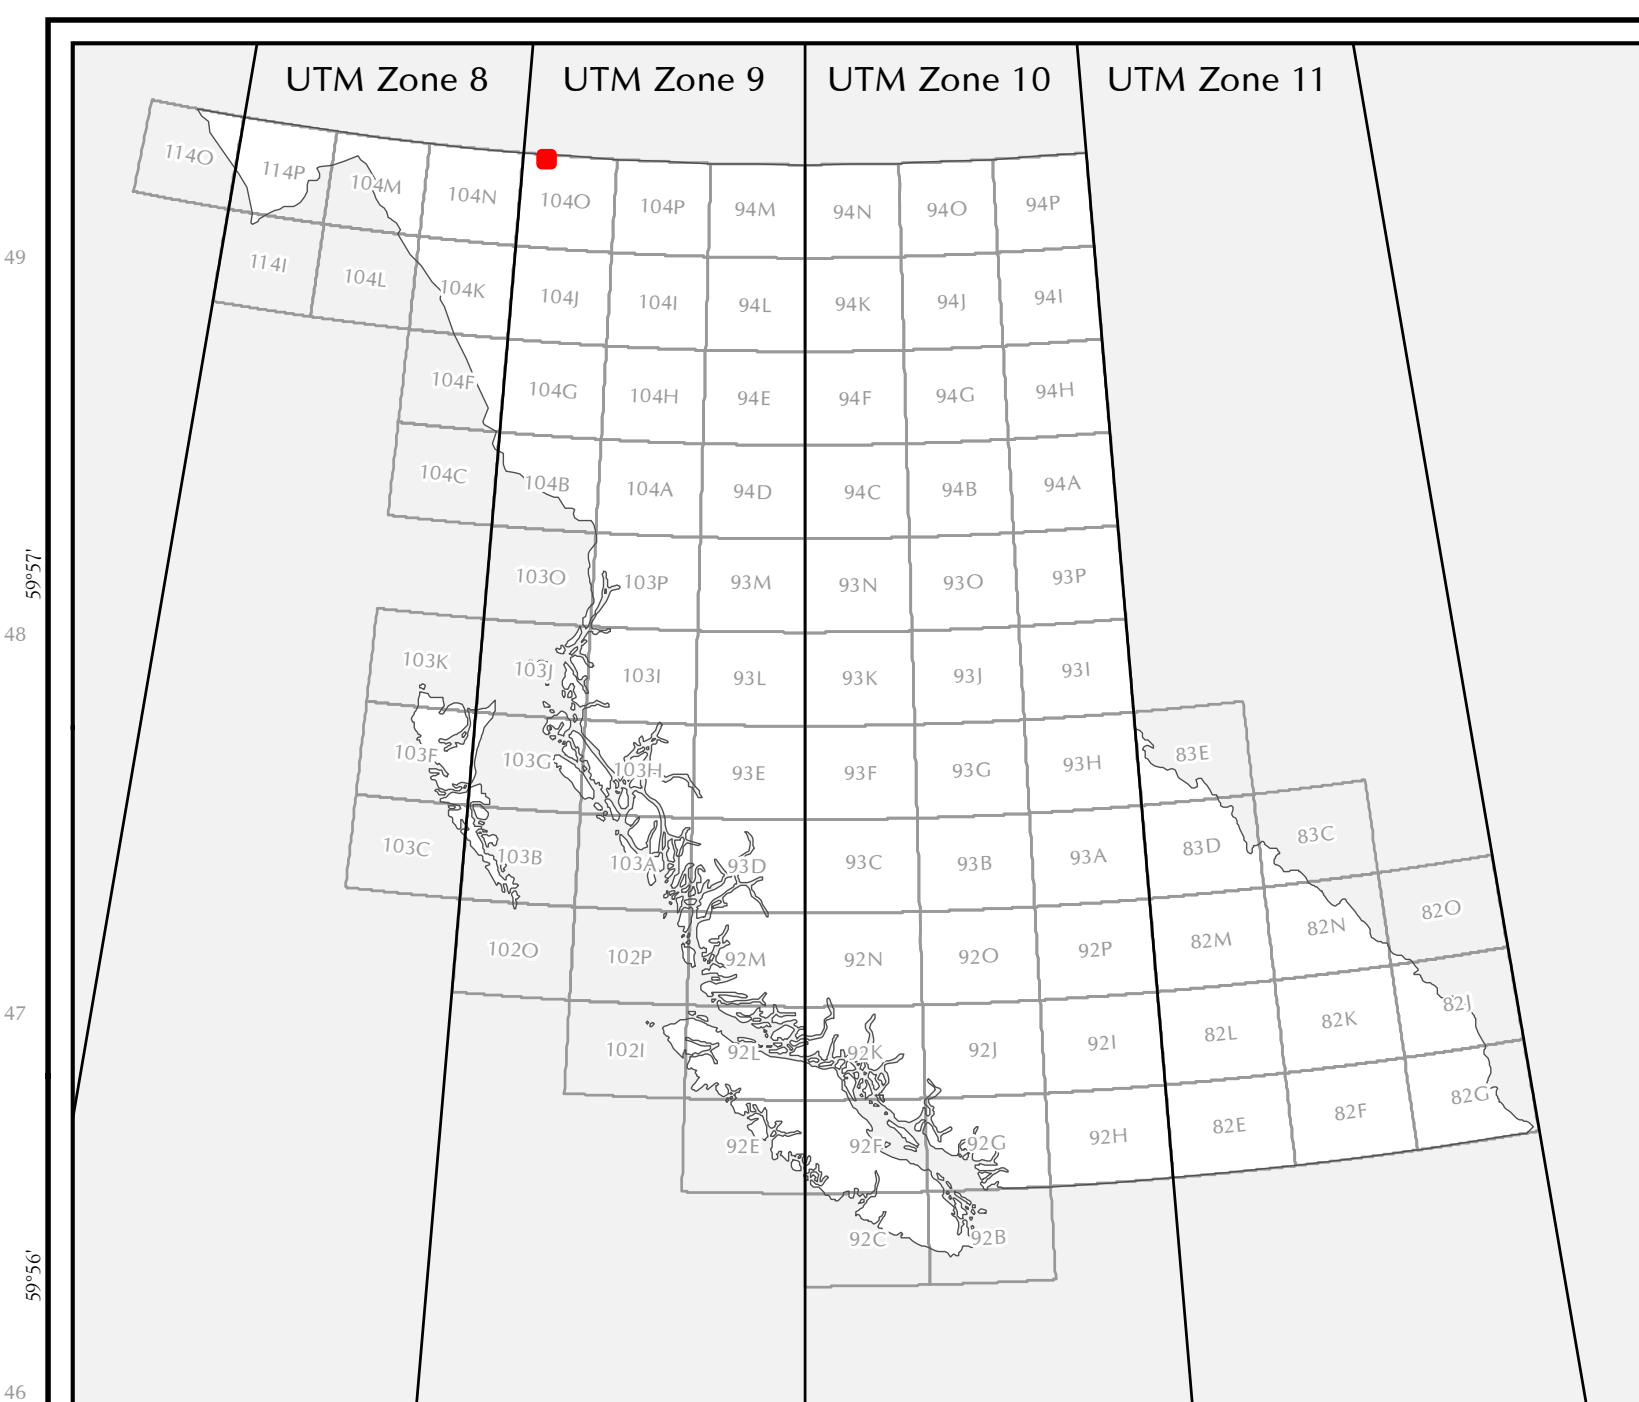 UTM Zone 8 UTM Zone 9 UTM Zone 10 UTM Zone 11
114O 114P 104M 104N 104O 104P 94M 94N 94O 94P
49
114I 104L 104K 104J 104I 94L 94K 94J 94I
104F 104G 104H 94E 94F 94G 94H
104C 104B 104A 94D 94C 94B 94A
59°57'
103O 103P 93M 93N 93O 93P
48
103K 103J 103I 93L 93K 93J 93I
103F 103G 103H 93E 93F 93G 93H 83E
103C 103B 103A 93D 93C 93B 93A 83D 83C
102O 102P 92M 92N 92O 92P 82M 82N 82O
47
102I 92L 92K 92J 92I 82L 82K 82J
92E 92F 92G 92H 82E 82F 82G
92C 92B
59°56'
46